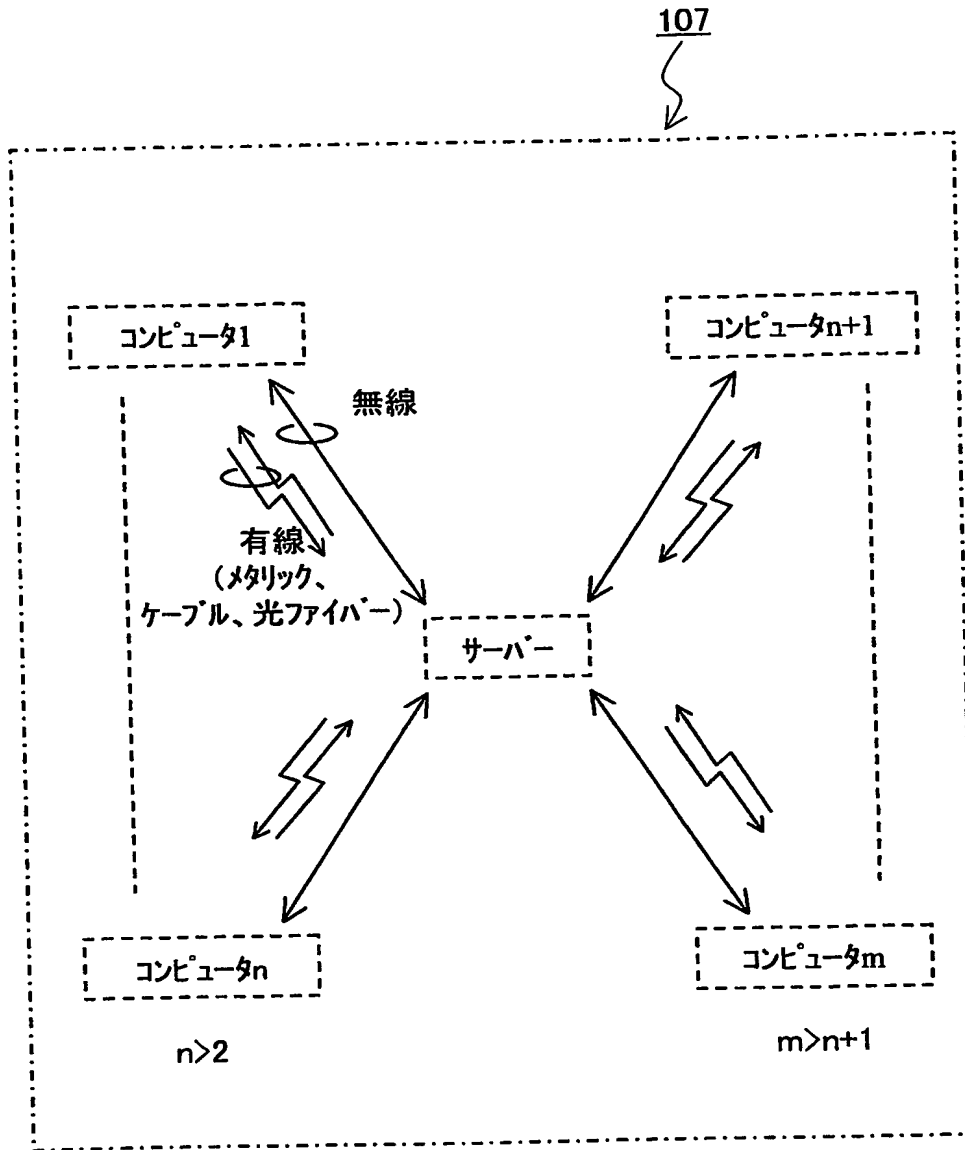 107
コンピュータ1
コンピュータn+1
無線
有線
(メタリック、
ケーブル、光ファイバー)
サーバー
コンピュータn
コンピュータm
n>2
m>n+1